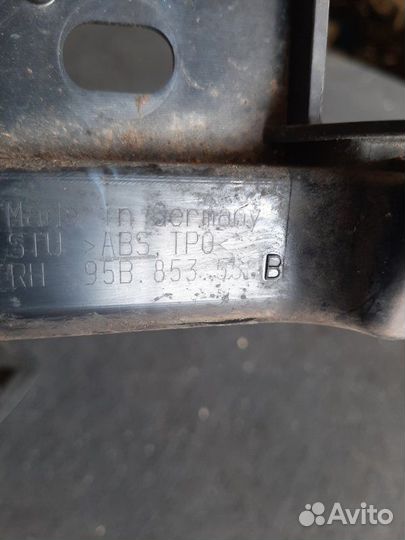 Made in Germany
STU >ABS, TPO<
RH 95B.853. B
Avito